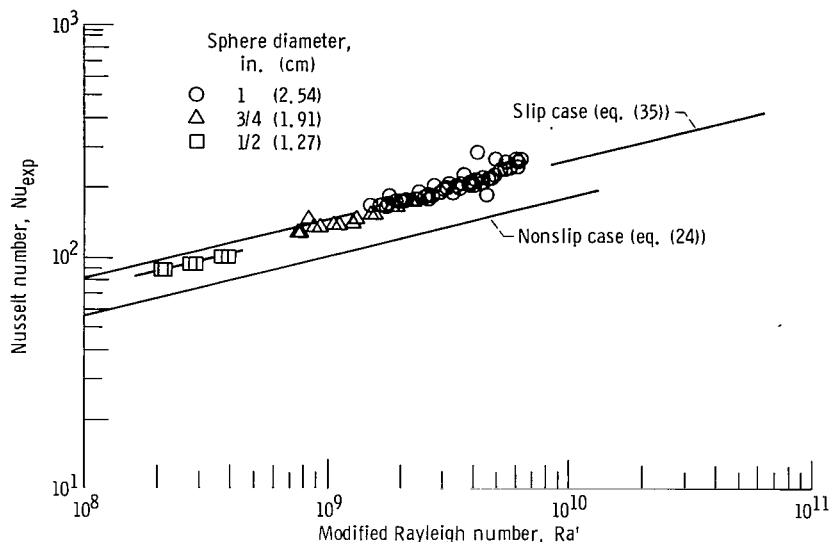 10³
Sphere diameter,
in. (cm)
1 (2.54)
3/4 (1.91)
1/2 (1.27)
Slip case (eq. (35))
Nonslip case (eq. (24))
10²
10¹
Nusselt number, Nu_exp
10⁸
10⁹
10¹⁰
10¹¹
Modified Rayleigh number, Ra'